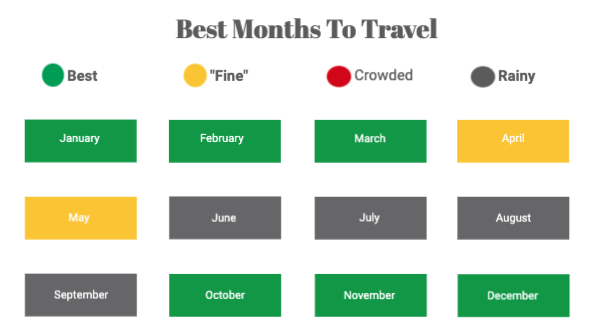 Best Months To Travel
Best "Fine" Crowded Rainy
January February March April
May June July August
September October November December